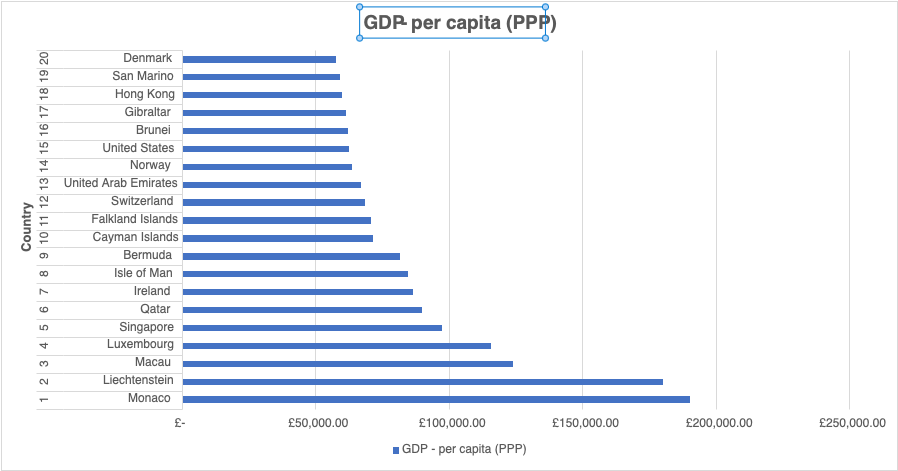 GDP- per capita (PPP)
20 Denmark
19 San Marino
18 Hong Kong
17 Gibraltar
16 Brunei
15 United States
14 Norway
13 United Arab Emirates
12 Switzerland
11 Falkland Islands
10 Cayman Islands
9 Bermuda
8 Isle of Man
7 Ireland
6 Qatar
5 Singapore
4 Luxembourg
3 Macau
2 Liechtenstein
1 Monaco
Country
£- £50,000.00 £100,000.00 £150,000.00 £200,000.00 £250,000.00
GDP - per capita (PPP)